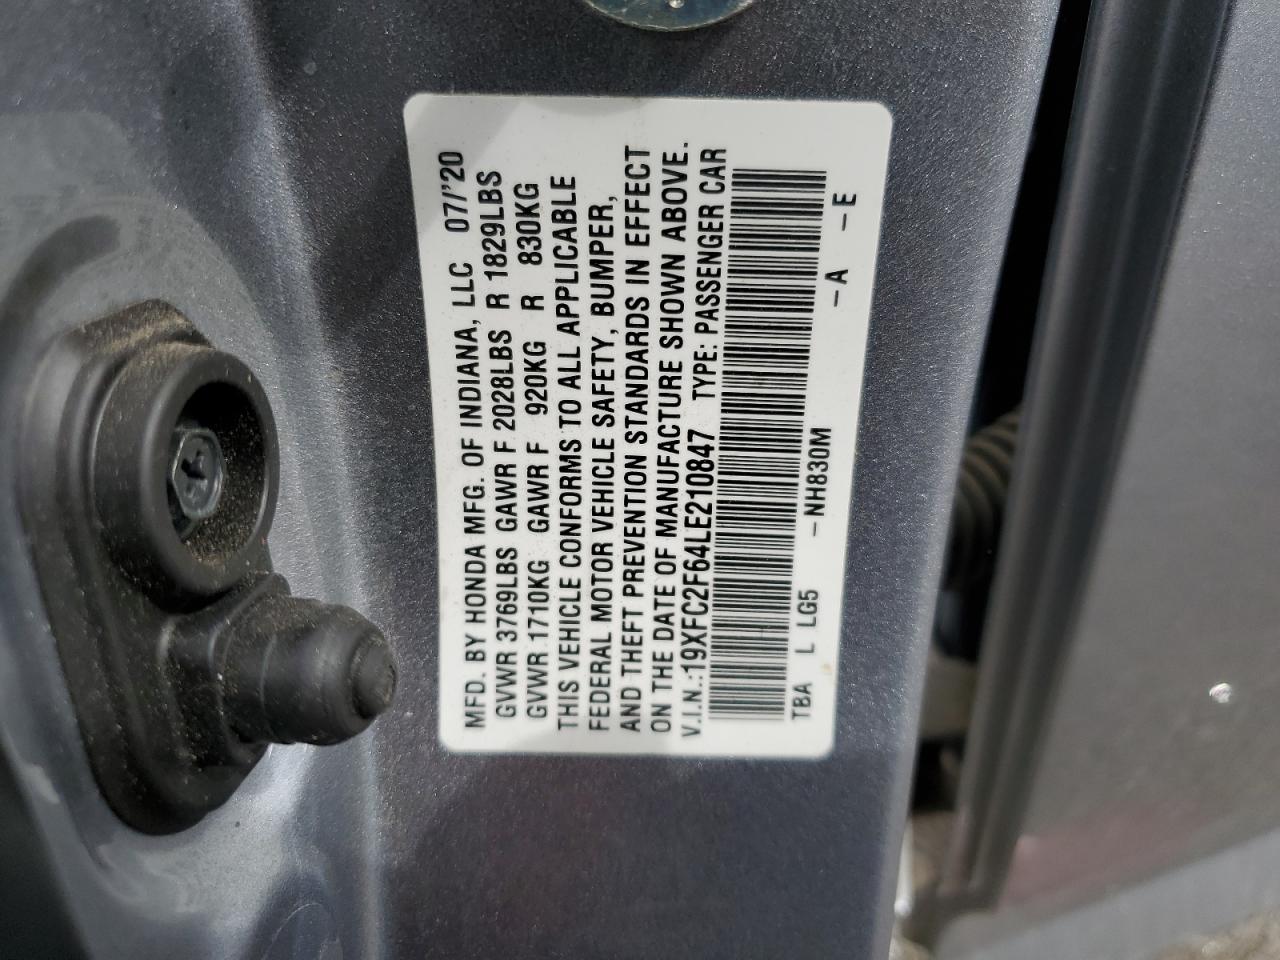 MFD. BY HONDA MFG. OF INDIANA, LLC 07/'20
GVWR 3769LBS GAWR F 2028LBS R 1829LBS
GVWR 1710KG GAWR F 920KG R 830KG
THIS VEHICLE CONFORMS TO ALL APPLICABLE
FEDERAL MOTOR VEHICLE SAFETY, BUMPER,
AND THEFT PREVENTION STANDARDS IN EFFECT
ON THE DATE OF MANUFACTURE SHOWN ABOVE.
V.I.N.:19XFC2F64LE210847 TYPE: PASSENGER CAR
TBA L LG5 -NH830M -A -E